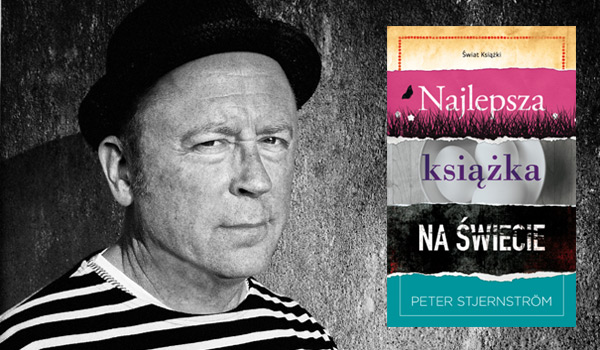 Świat Książki
Najlepsza
książka
NA ŚWIECIE
PETER STJERNSTRÖM